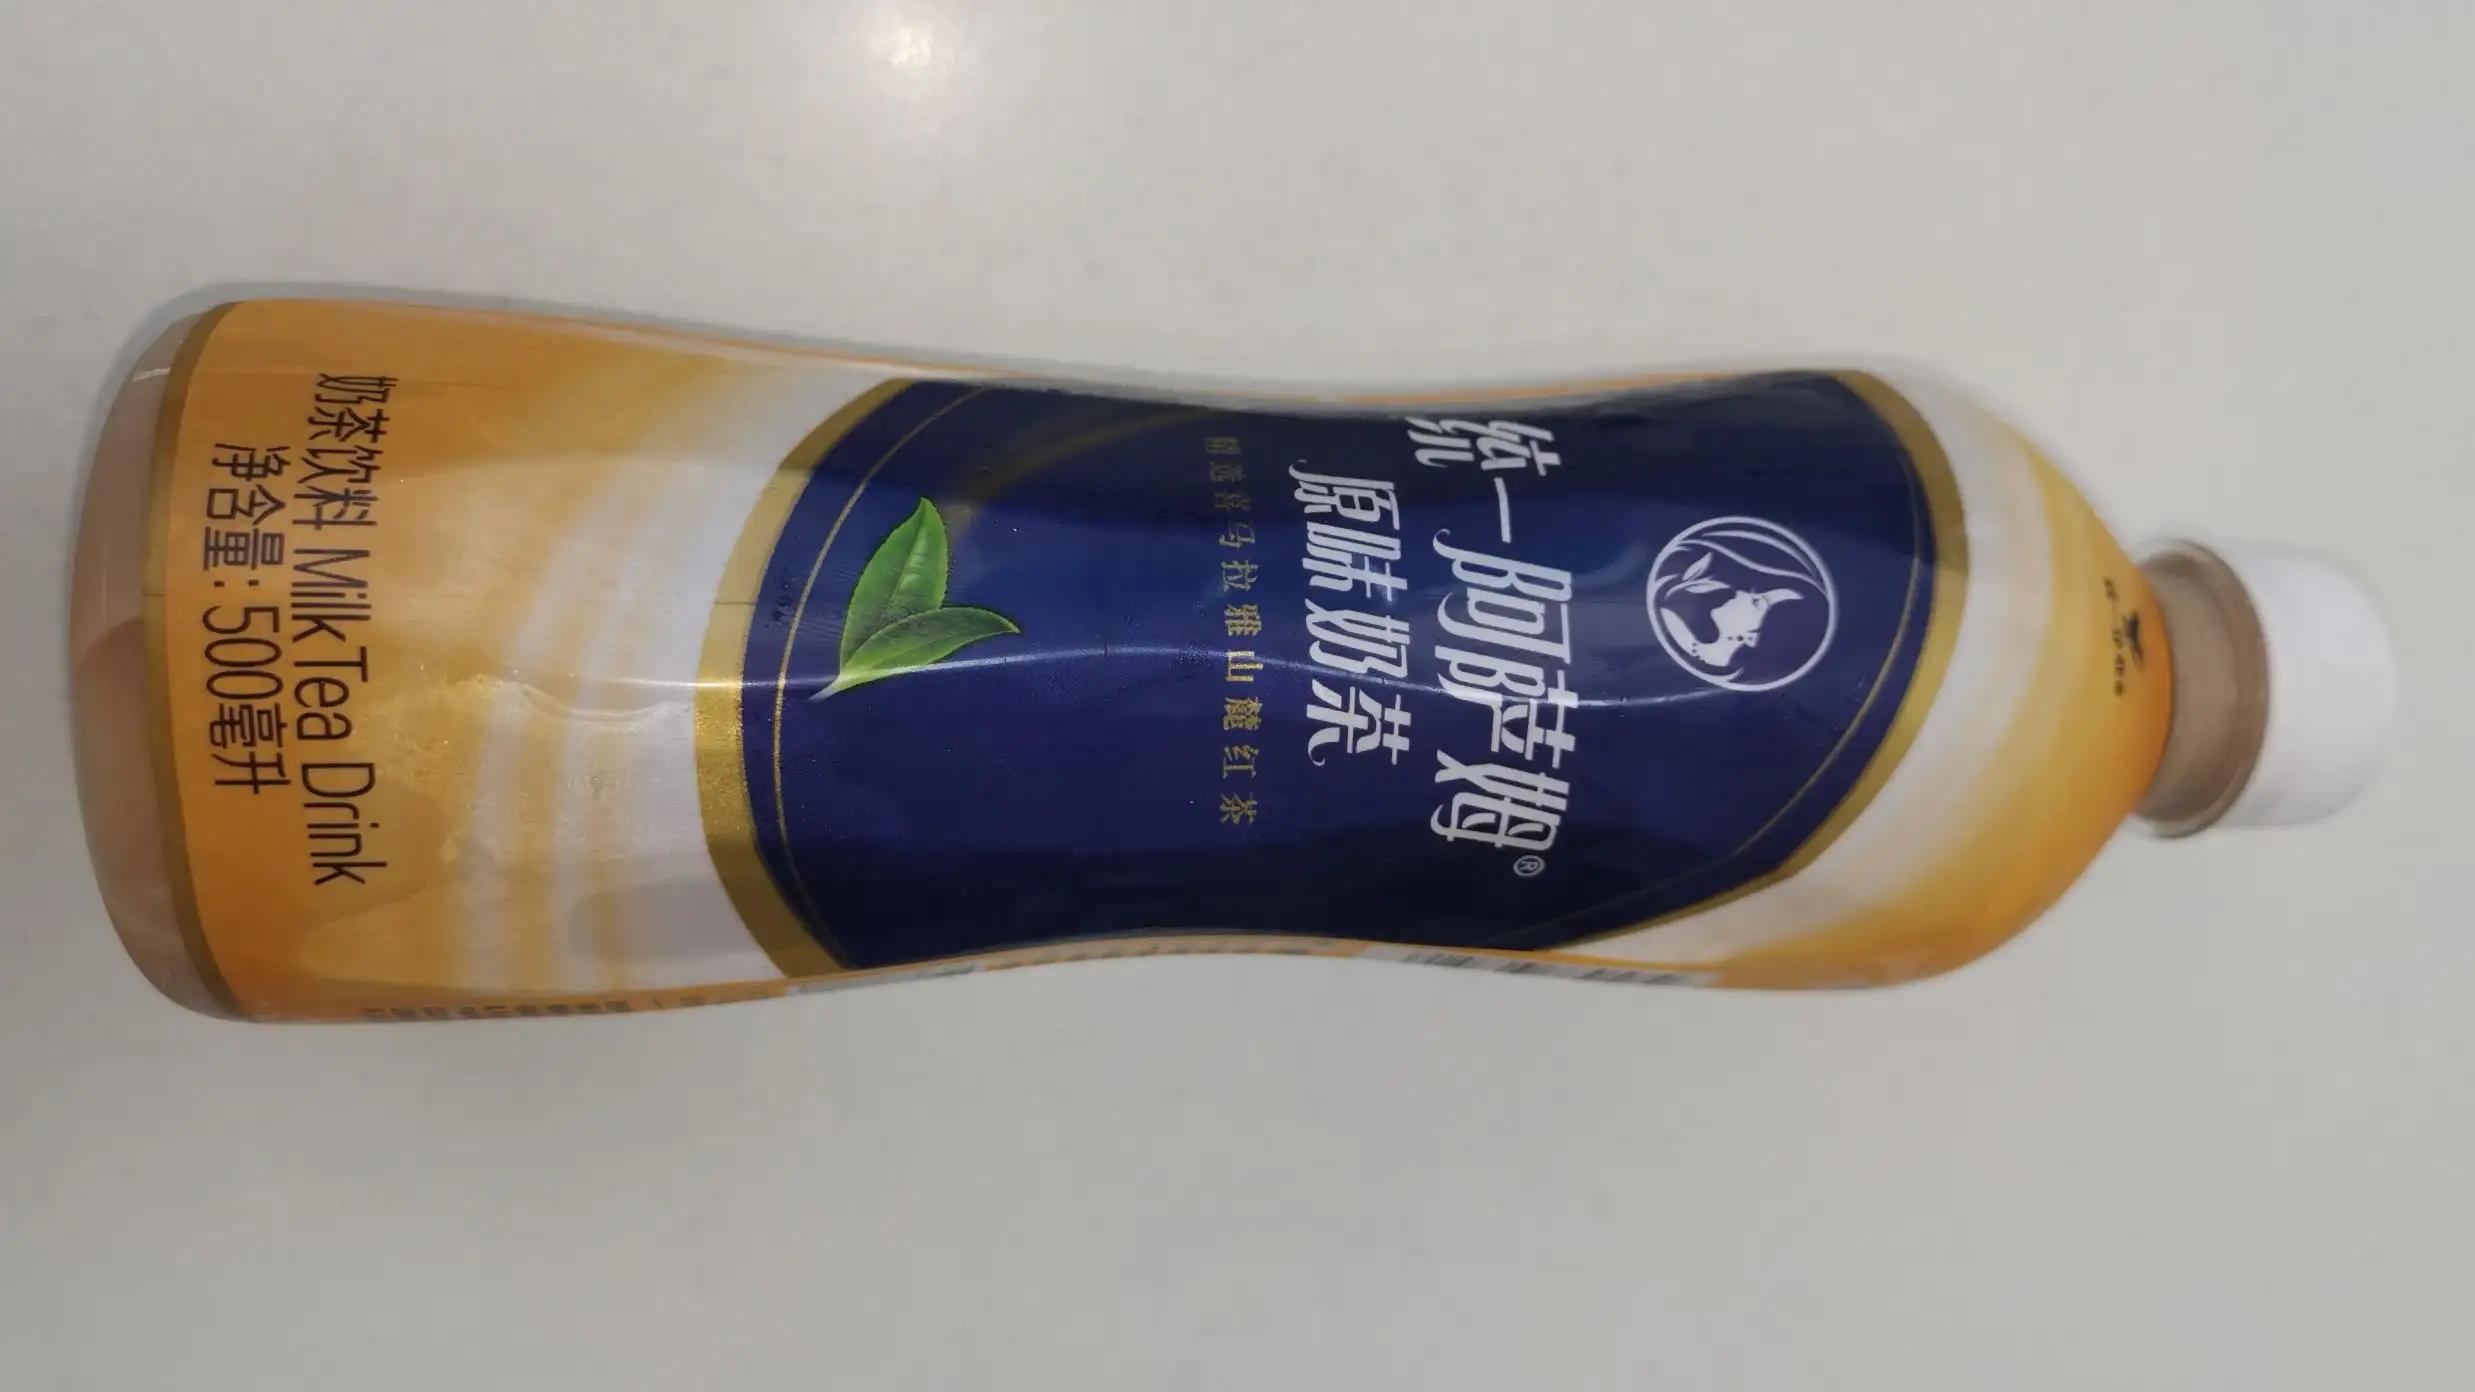 统一阿萨姆®
原味奶茶
精选喜马拉雅山麓红茶
奶茶饮料 Milk Tea Drink
净含量: 500毫升